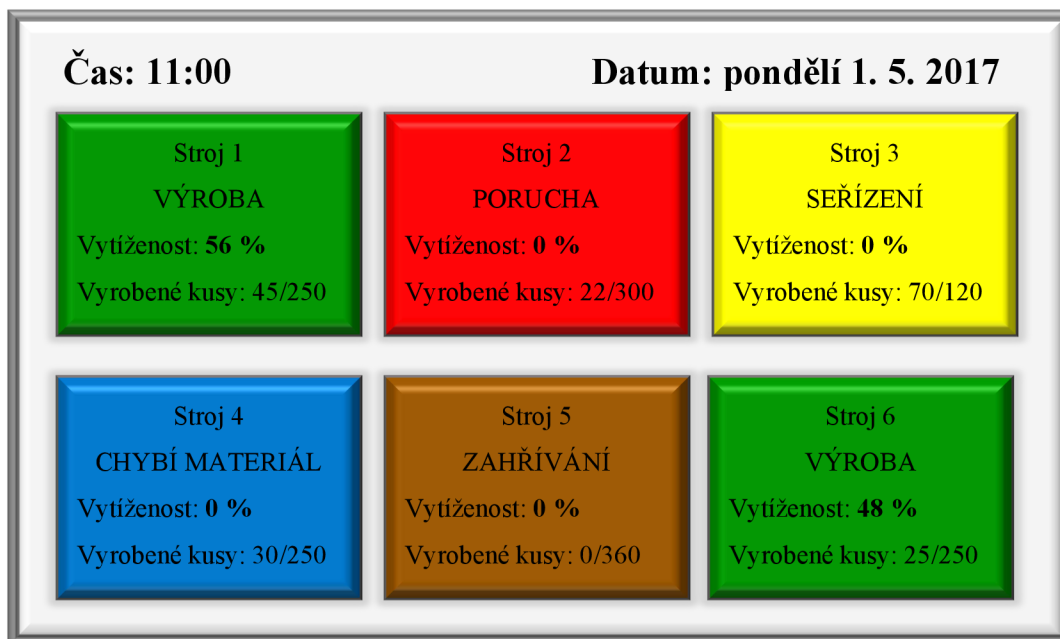 Čas: 11:00 Datum: pondělí 1. 5. 2017
Stroj 1
VÝROBA
Vytíženost: 56 %
Vyrobené kusy: 45/250
Stroj 2
PORUCHA
Vytíženost: 0 %
Vyrobené kusy: 22/300
Stroj 3
SEŘÍZENÍ
Vytíženost: 0 %
Vyrobené kusy: 70/120
Stroj 4
CHYBÍ MATERIÁL
Vytíženost: 0 %
Vyrobené kusy: 30/250
Stroj 5
ZAHŘÍVÁNÍ
Vytíženost: 0 %
Vyrobené kusy: 0/360
Stroj 6
VÝROBA
Vytíženost: 48 %
Vyrobené kusy: 25/250